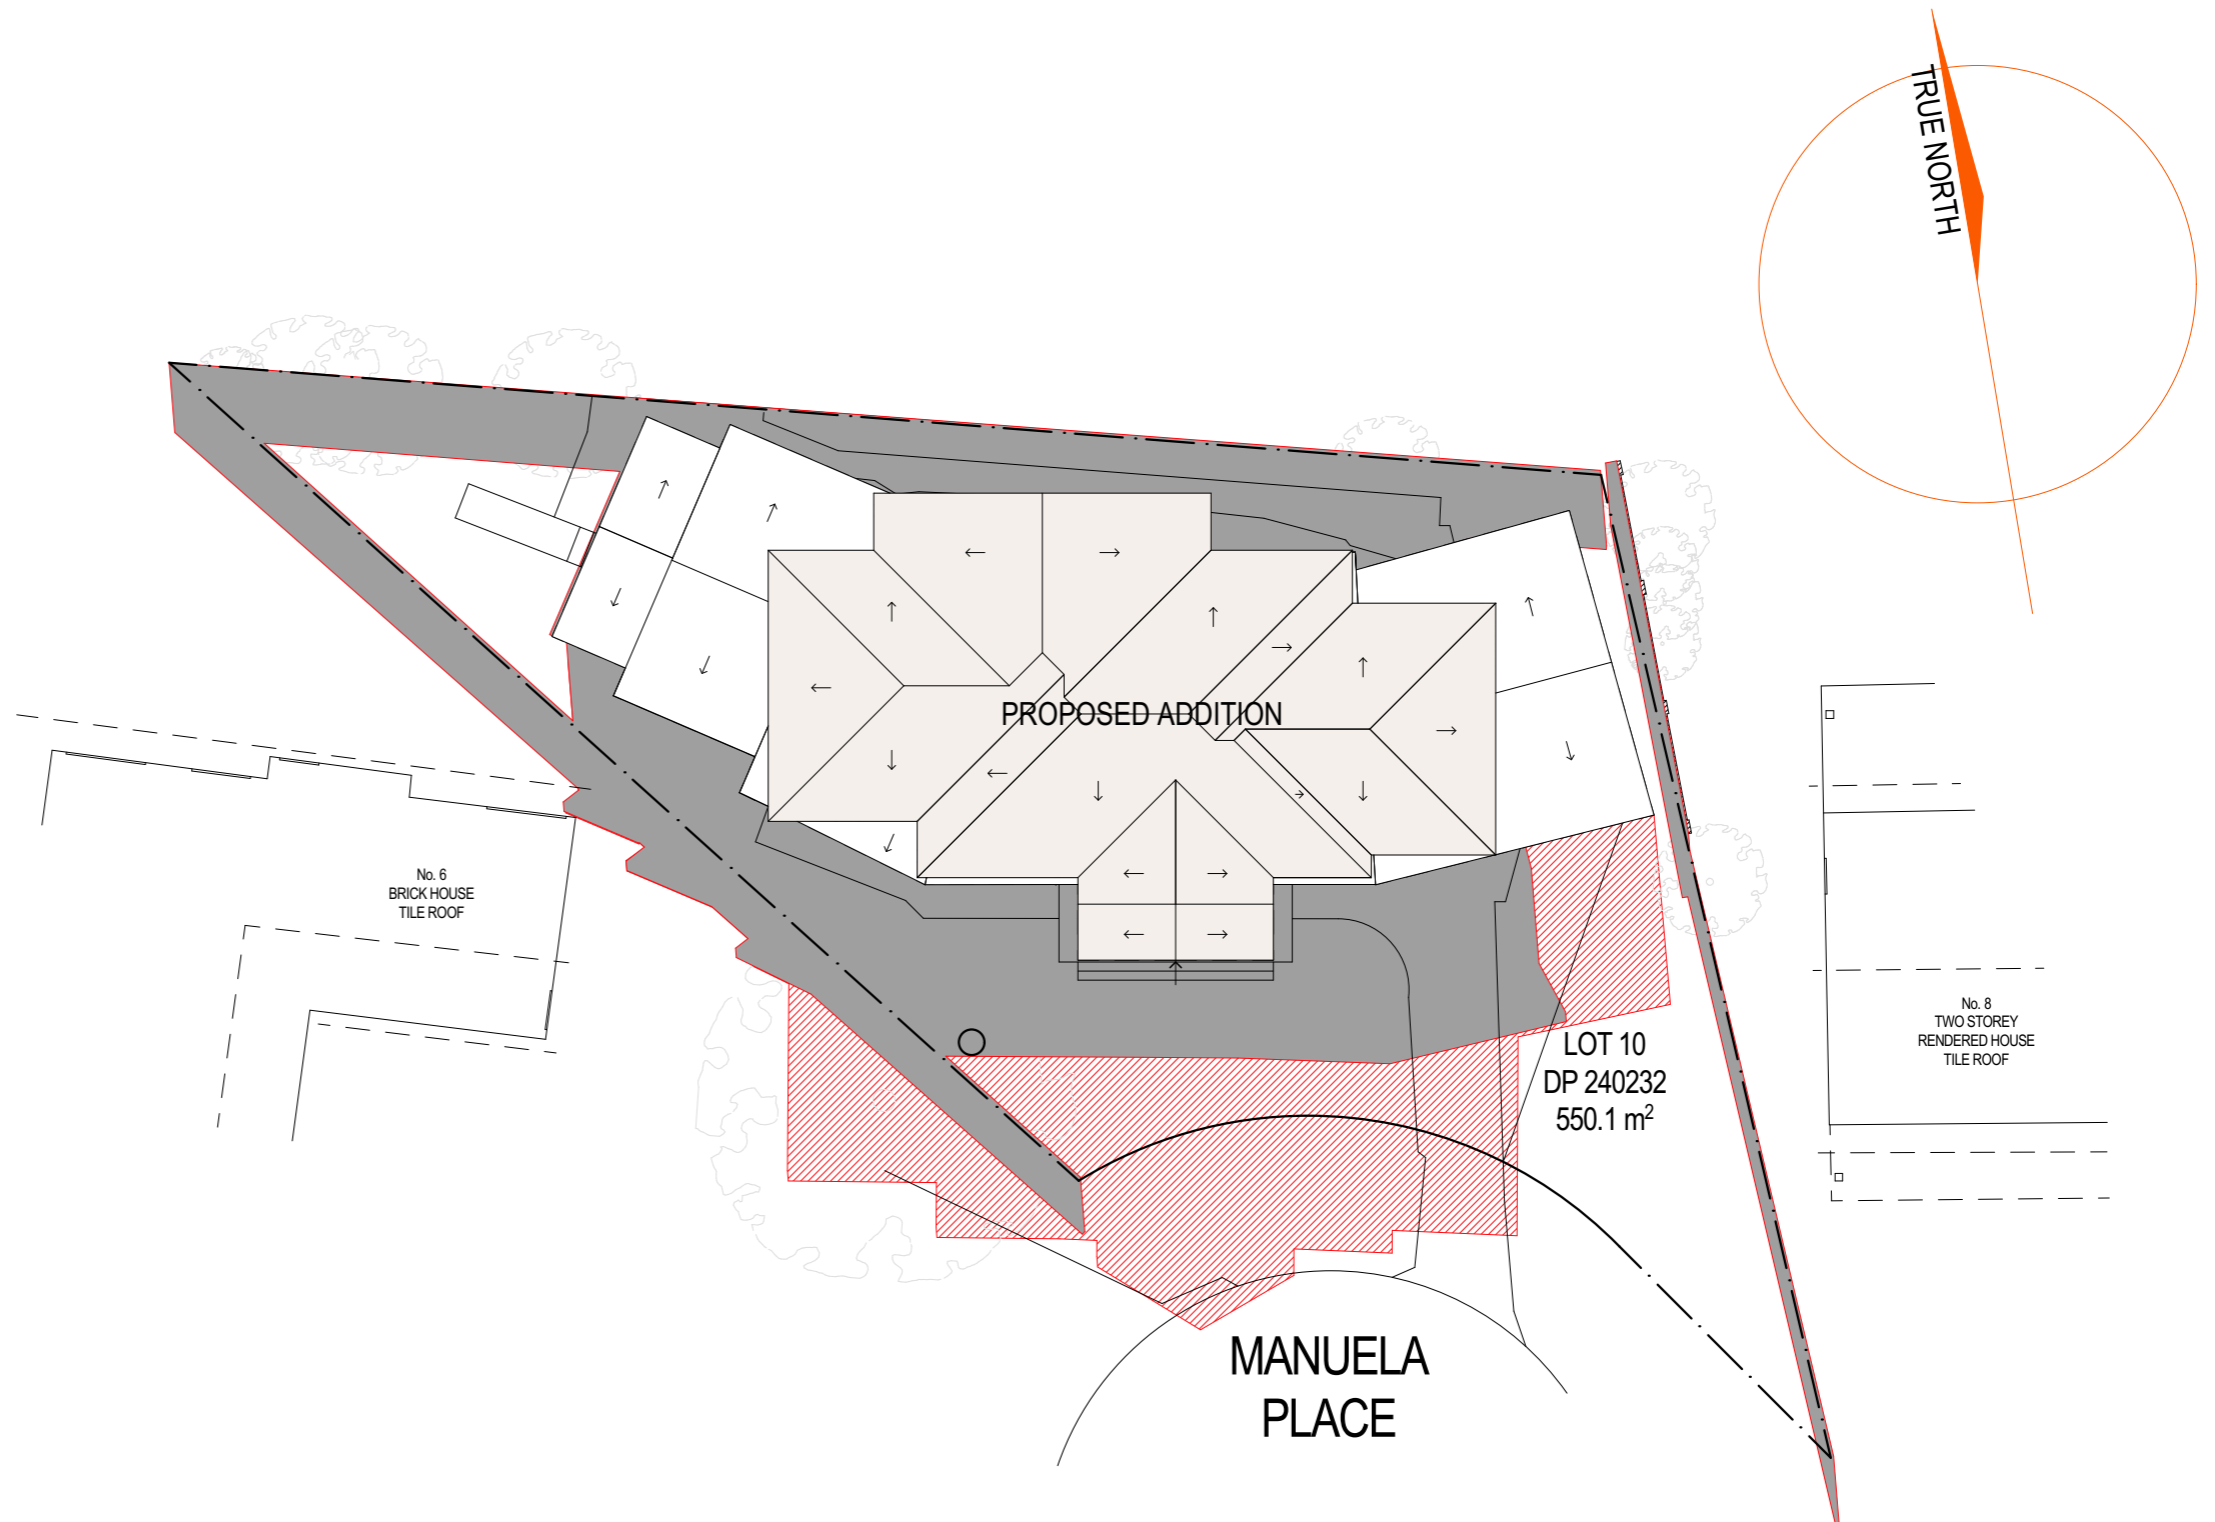 TRUE NORTH
PROPOSED ADDITION
No. 6
BRICK HOUSE
TILE ROOF
No. 8
TWO STOREY
RENDERED HOUSE
TILE ROOF
LOT 10
DP 240232
550.1 m²
MANUELA
PLACE